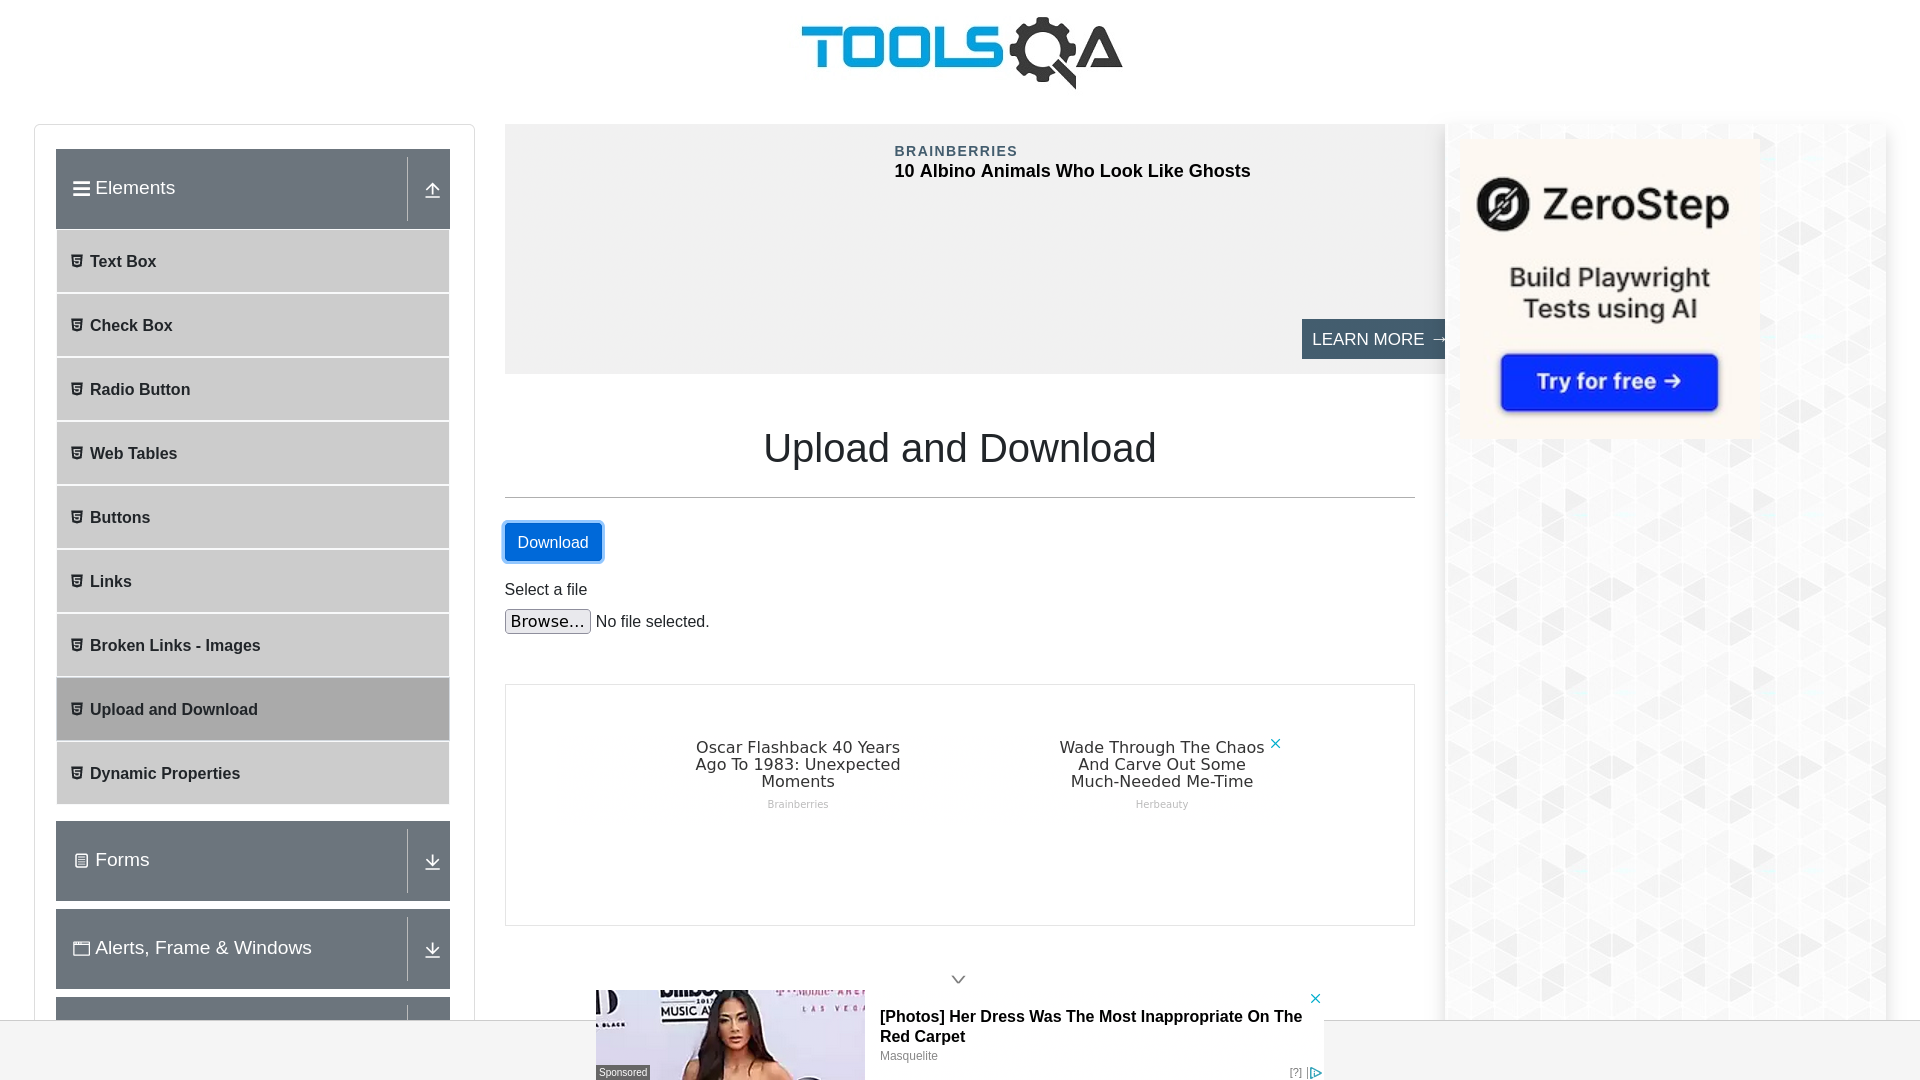 TOOLSQA
Elements
Text Box
Check Box
Radio Button
Web Tables
Buttons
Links
Broken Links - Images
Upload and Download
Dynamic Properties
Forms
Alerts, Frame & Windows
BRAINBERRIES
10 Albino Animals Who Look Like Ghosts
LEARN MORE →
Upload and Download
Download
Select a file
Browse... No file selected.
Oscar Flashback 40 Years
Ago To 1983: Unexpected
Moments
Brainberries
Wade Through The Chaos
And Carve Out Some
Much-Needed Me-Time
Herbeauty
ZeroStep
Build Playwright
Tests using AI
Try for free →
MUSIC
LAS VEGA
Sponsored
[Photos] Her Dress Was The Most Inappropriate On The
Red Carpet
Masquelite
[?]